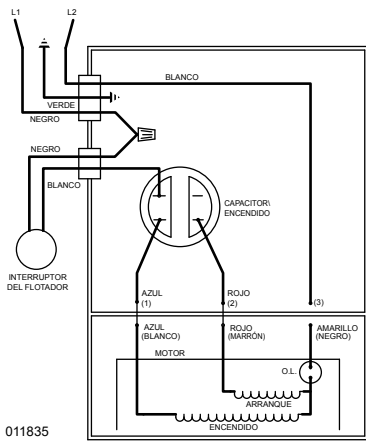 L1
L2
BLANCO
VERDE
NEGRO
NEGRO
BLANCO
CAPACITOR\
ENCENDIDO
INTERRUPTOR
DEL FLOTADOR
AZUL
(1)
ROJO
(2)
(3)
AZUL
(BLANCO)
ROJO
(MARRÓN)
AMARILLO
(NEGRO)
MOTOR
O.L.
ARRANQUE
ENCENDIDO
011835